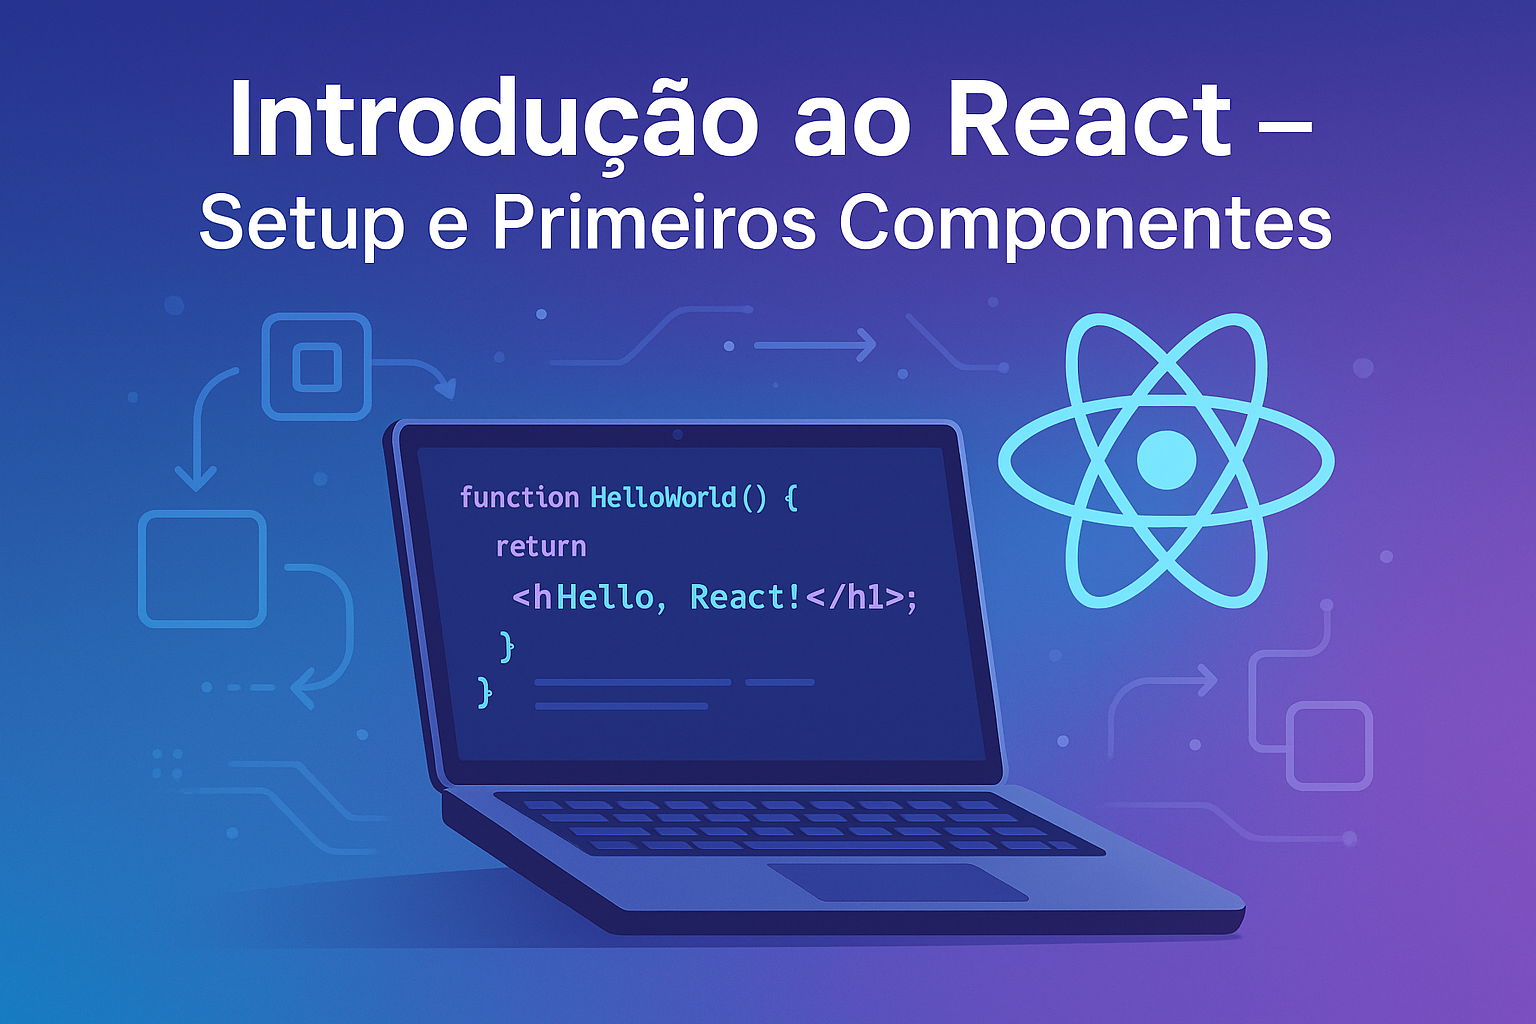 Introdução ao React –
Setup e Primeiros Componentes
function HelloWorld() {
return
<hHello, React!</h1>;
}
}